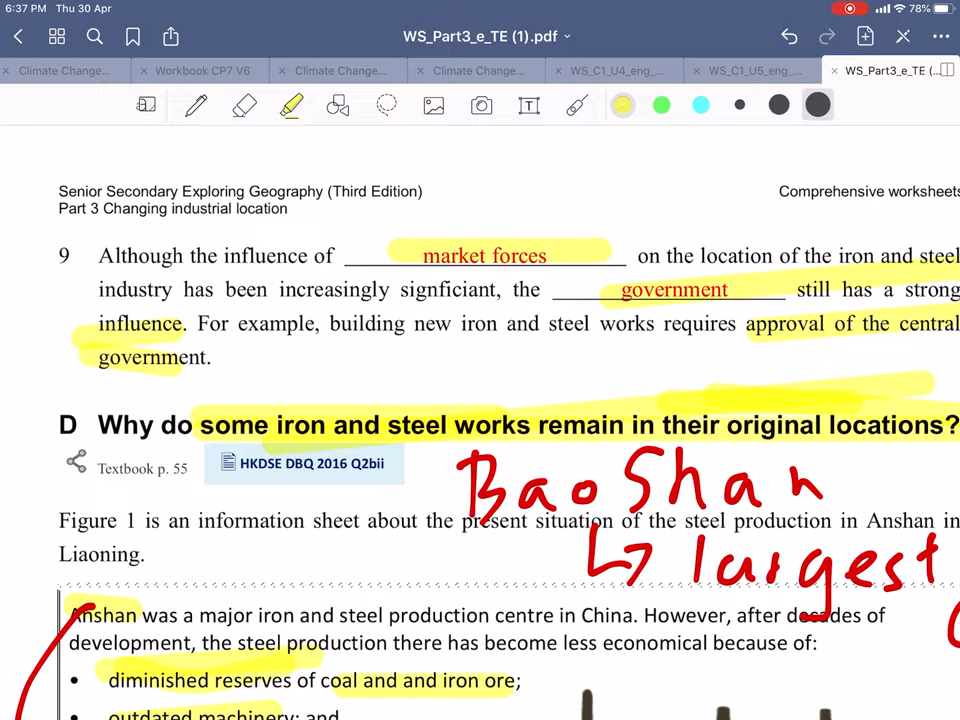 6:37 PM Thu 30 Apr
78%
WS_Part3_e_TE (1).pdf
Climate Change...
Workbook CP7 V6
Climate Change...
Climate Change...
WS_C1_U4_eng_...
WS_C1_U5_eng_...
WS_Part3_e_TE (...
Senior Secondary Exploring Geography (Third Edition)
Comprehensive worksheets
Part 3 Changing industrial location
9 Although the influence of market forces on the location of the iron and steel
industry has been increasingly signficiant, the government still has a strong
influence. For example, building new iron and steel works requires approval of the central
government.
D Why do some iron and steel works remain in their original locations?
Textbook p. 55
HKDSE DBQ 2016 Q2bii
BaoShan
Figure 1 is an information sheet about the present situation of the steel production in Anshan in
Liaoning.
largest
Anshan was a major iron and steel production centre in China. However, after decades of
development, the steel production there has become less economical because of:
• diminished reserves of coal and and iron ore;
• outdated machinery; and